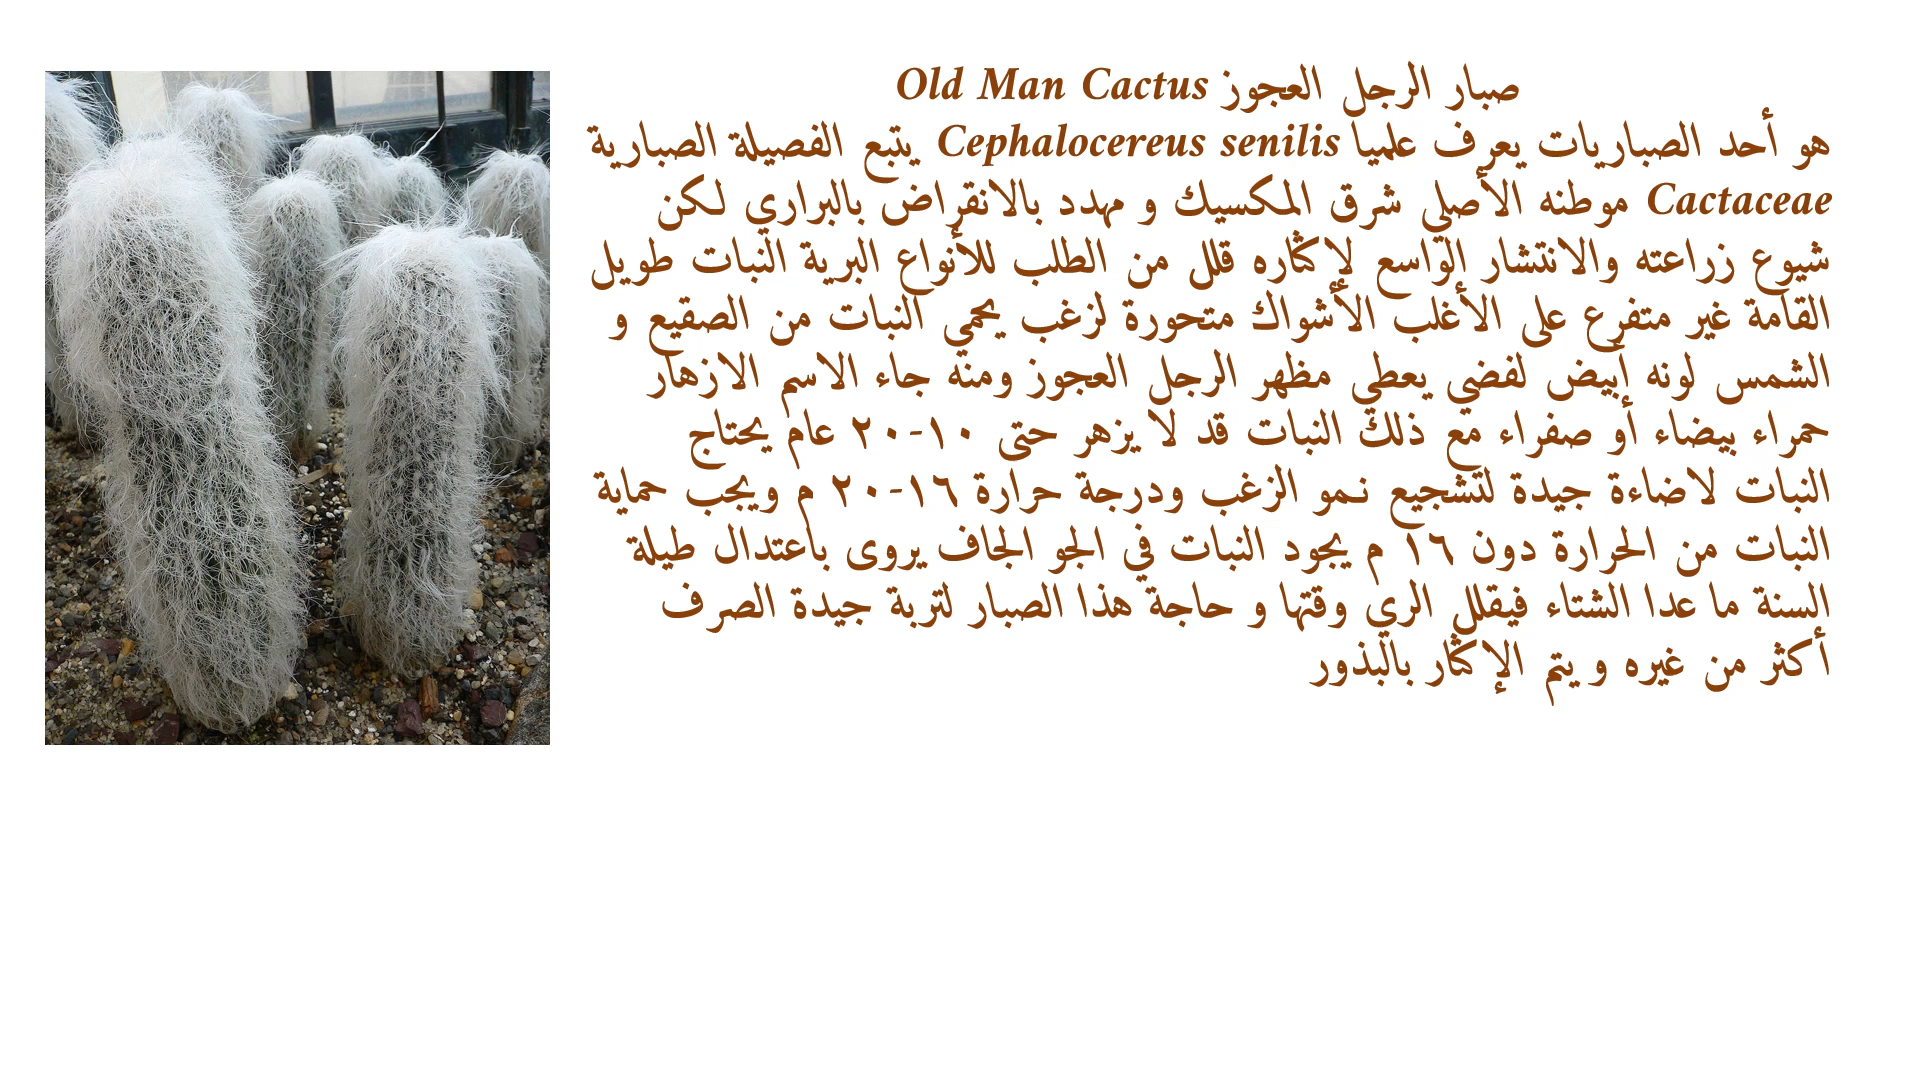 صبار الرجل العجوز Old Man Cactus
هو أحد الصباريات يعرف علميا Cephalocereus senilis يتبع الفصيلة الصبارية
Cactaceae موطنه الأصلي شرق المكسيك و مهدد بالانقراض بالبراري لكن
شيوع زراعته والانتشار الواسع لإكثاره قلل من الطلب للأنواع البرية النبات طويل
القامة غير متفرع على الأغلب الأشواك متحورة لزغب يحمي النبات من الصقيع و
الشمس لونه أبيض لفضي يعطي مظهر الرجل العجوز ومنه جاء الاسم الازهار
حمراء بيضاء أو صفراء مع ذلك النبات قد لا يزهر حتى ١٠-٢٠ عام يحتاج
النبات لاضاءة جيدة لتشجيع نمو الزغب ودرجة حرارة ١٦-٢٠ م ويجب حماية
النبات من الحرارة دون ١٦ م يجود النبات في الجو الجاف يروى باعتدال طيلة
السنة ما عدا الشتاء فيقلل الري وقتها و حاجة هذا الصبار لتربة جيدة الصرف
أكثر من غيره و يتم الإكثار بالبذور